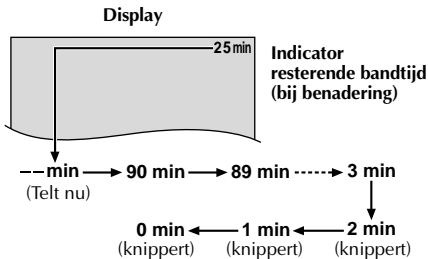 Display
25 min
Indicator
resterende bandtijd
(bij benadering)
– – min 90 min 89 min 3 min
(Telt nu)
0 min 1 min 2 min
(knippert) (knippert) (knippert)